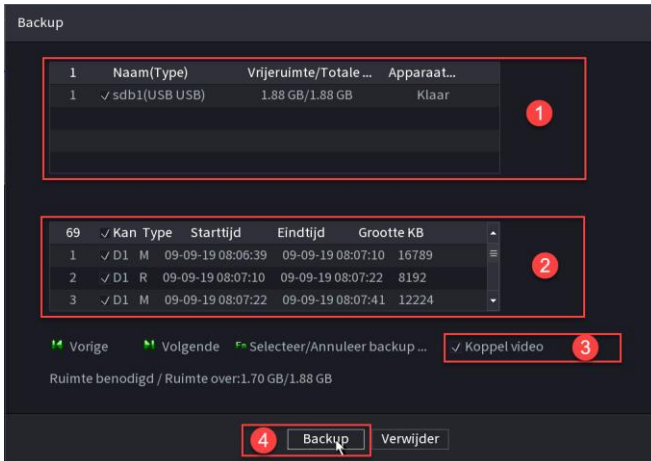 Backup
1 Naam(Type) Vrijeruimte/Totale ... Apparaat...
1 sdb1(USB USB) 1.88 GB/1.88 GB Klaar
1
69 Kan Type Starttijd Eindtijd Grootte KB
1 D1 M 09-09-19 08:06:39 09-09-19 08:07:10 16789
2 D1 R 09-09-19 08:07:10 09-09-19 08:07:22 8192
3 D1 M 09-09-19 08:07:22 09-09-19 08:07:41 12224
2
Vorige Volgende Fn Selecteer/Annuleer backup ... Koppel video 3
Ruimte benodigd / Ruimte over:1.70 GB/1.88 GB
4 Backup Verwijder